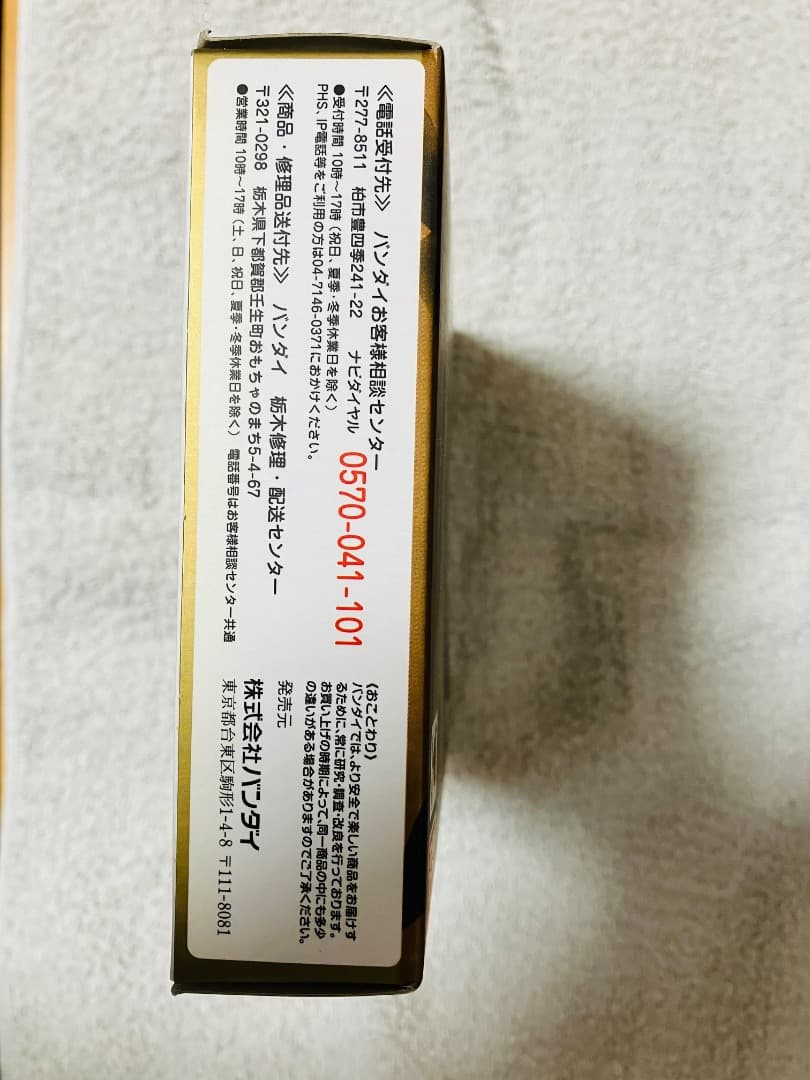 ≪電話受付先≫ バンダイお客様相談センター
〒277-8511 柏市豊四季241-22 ナビダイヤル 0570-041-101
●受付時間 10時〜17時（祝日、夏季・冬季休業日を除く）
PHS、IP電話等をご利用の方は04-7146-0371におかけください。
≪商品・修理品送付先≫ バンダイ 栃木修理・配送センター
〒321-0298 栃木県下都賀郡壬生町おもちゃのまち5-4-67
●営業時間 10時〜17時（土、日、祝日、夏季・冬季休業日を除く） 電話番号はお客様相談センター共通
〈おことわり〉
バンダイでは、より安全で楽しい商品をお届けす
るために、常に研究・調査・改良を行っております。
お買い上げの時期によって、同一商品の中にも多少
の違いがある場合がありますのでご了承ください。
発売元
株式会社バンダイ
東京都台東区駒形1-4-8 〒111-8081